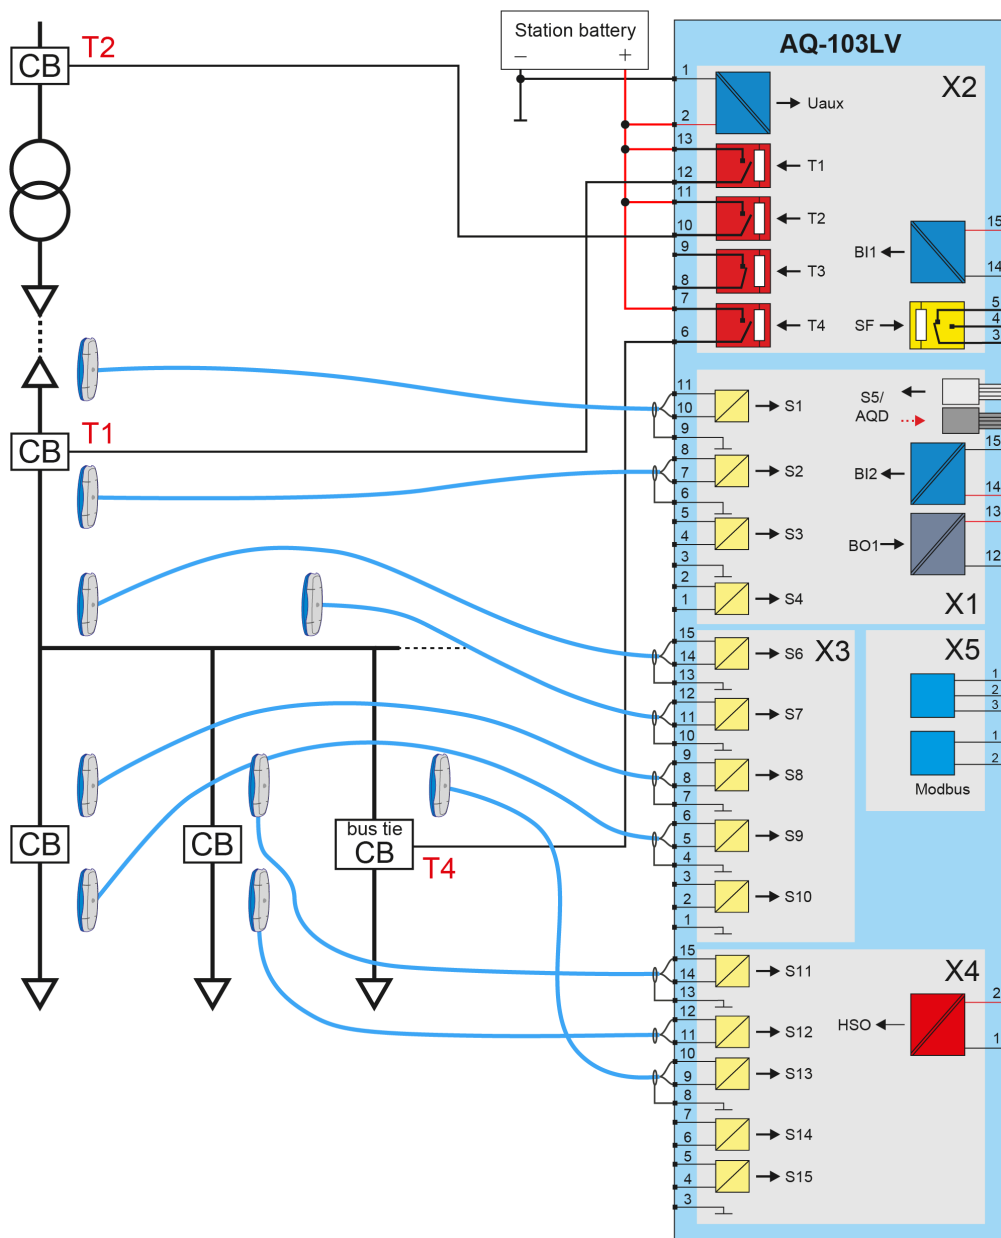 Station battery
−
+
AQ-103LV
CB
T2
X2
1
Uaux
2
13
T1
12
11
T2
10
9
T3
8
7
T4
6
BI1
15
14
SF
5
4
3
CB
T1
11
10
S1
9
8
7
S2
6
5
S3
4
3
2
S4
1
S5/
AQD
BI2
15
14
BO1
13
12
X1
X3
15
14
S6
13
12
11
S7
10
9
8
S8
7
6
5
S9
4
3
2
S10
1
X5
1
2
3
1
2
Modbus
CB
CB
bus tie
CB
T4
X4
15
14
S11
13
12
11
S12
10
9
S13
8
7
S14
6
5
S15
4
3
HSO
2
1